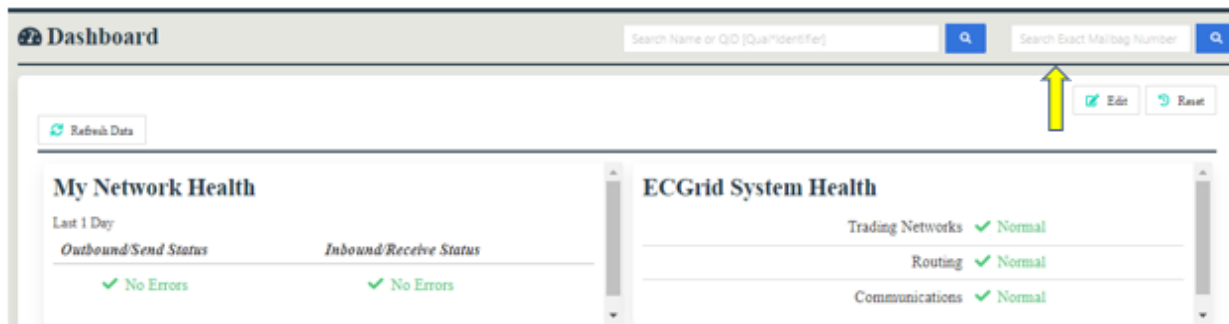 Dashboard
Search Name or QID [Qual*Identifier]
Search Exact Mailbag Number
Edit
Reset
Refresh Data
My Network Health
Last 1 Day
Outbound/Send Status Inbound/Receive Status
No Errors No Errors
ECGrid System Health
Trading Networks Normal
Routing Normal
Communications Normal